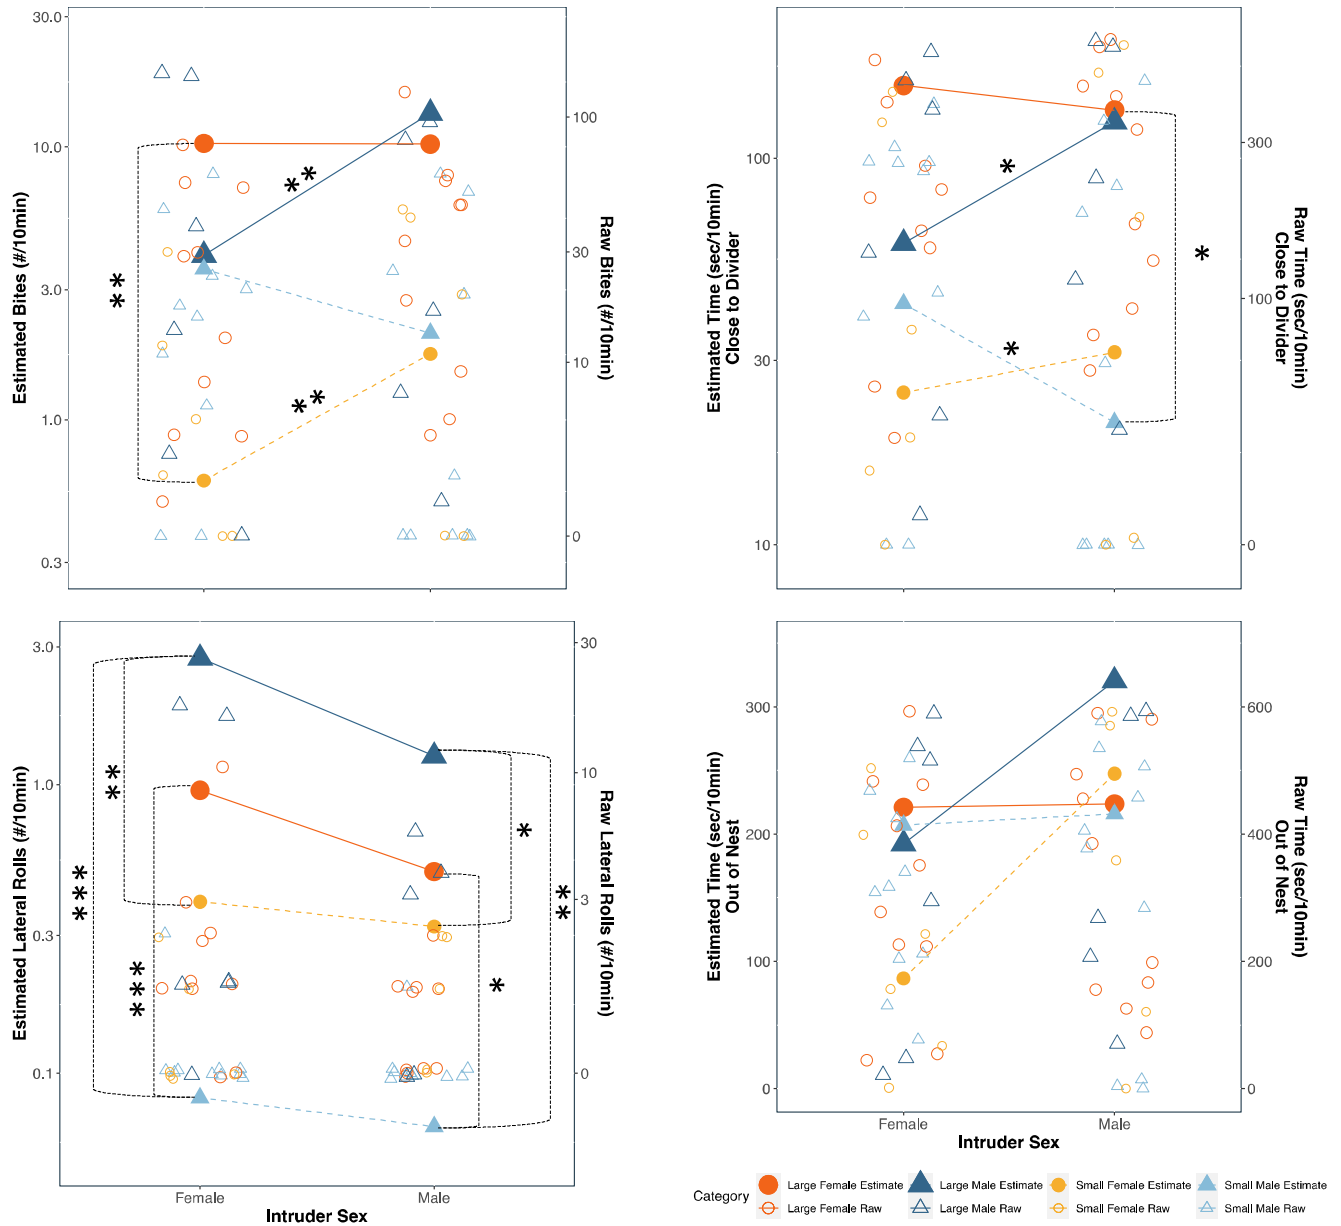 30.0
10.0
3.0
1.0
0.3
Estimated Bites (#/10min)
100
30
10
0
Raw Bites (#/10min)
**
**
**
100
30
10
Estimated Time (sec/10min)
Close to Divider
300
100
0
Raw Time (sec/10min)
Close to Divider
*
*
*
3.0
1.0
0.3
0.1
Estimated Lateral Rolls (#/10min)
30
10
3
0
Raw Lateral Rolls (#/10min)
**
***
***
*
**
*
Female
Male
Intruder Sex
300
200
100
0
Estimated Time (sec/10min)
Out of Nest
600
400
200
0
Raw Time (sec/10min)
Out of Nest
Female
Male
Intruder Sex
Category
Large Female Estimate
Large Male Estimate
Small Female Estimate
Small Male Estimate
Large Female Raw
Large Male Raw
Small Female Raw
Small Male Raw